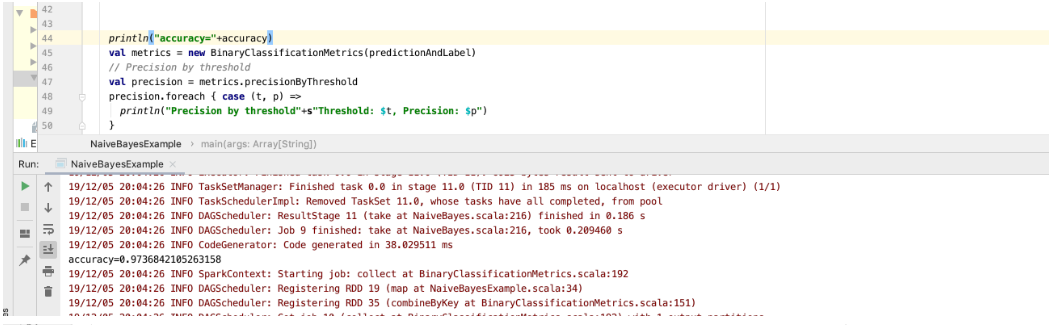 42
43
44 println("accuracy="+accuracy)
45 val metrics = new BinaryClassificationMetrics(predictionAndLabel)
46 // Precision by threshold
47 val precision = metrics.precisionByThreshold
48 precision.foreach { case (t, p) =>
49 println("Precision by threshold"+s"Threshold: $t, Precision: $p")
50 }
E NaiveBayesExample › main(args: Array[String])
Run: NaiveBayesExample ×
19/12/05 20:04:26 INFO TaskSetManager: Finished task 0.0 in stage 11.0 (TID 11) in 185 ms on localhost (executor driver) (1/1)
19/12/05 20:04:26 INFO TaskSchedulerImpl: Removed TaskSet 11.0, whose tasks have all completed, from pool
19/12/05 20:04:26 INFO DAGScheduler: ResultStage 11 (take at NaiveBayes.scala:216) finished in 0.186 s
19/12/05 20:04:26 INFO DAGScheduler: Job 9 finished: take at NaiveBayes.scala:216, took 0.209460 s
19/12/05 20:04:26 INFO CodeGenerator: Code generated in 38.029511 ms
accuracy=0.9736842105263158
19/12/05 20:04:26 INFO SparkContext: Starting job: collect at BinaryClassificationMetrics.scala:192
19/12/05 20:04:26 INFO DAGScheduler: Registering RDD 19 (map at NaiveBayesExample.scala:34)
19/12/05 20:04:26 INFO DAGScheduler: Registering RDD 35 (combineByKey at BinaryClassificationMetrics.scala:151)